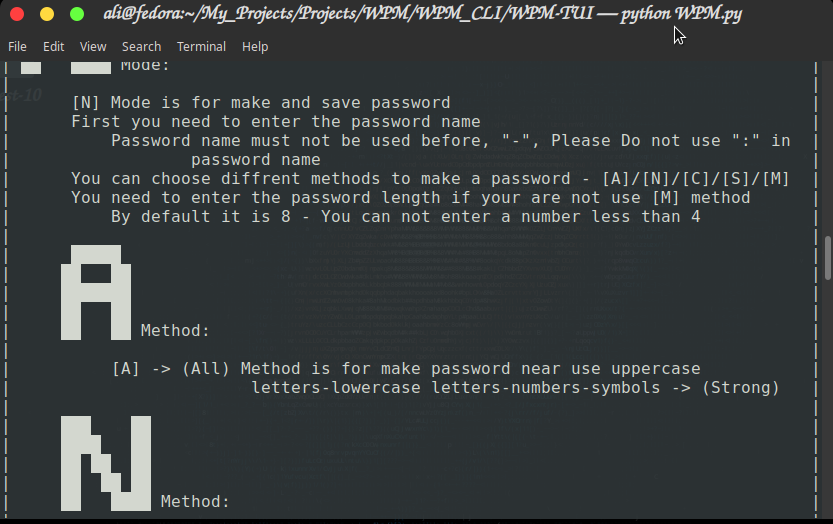 ali@fedora:~/My_Projects/Projects/WPM/WPM_CLI/WPM-TUI — python WPM.py
File Edit View Search Terminal Help
Mode:
[N] Mode is for make and save password
First you need to enter the password name
Password name must not be used before, "-", Please Do not use ":" in
password name
You can choose diffrent methods to make a password - [A]/[N]/[C]/[S]/[M]
You need to enter the password length if your are not use [M] method
By default it is 8 - You can not enter a number less than 4
A Method:
[A] -> (All) Method is for make password near use uppercase
letters-lowercase letters-numbers-symbols -> (Strong)
N Method: